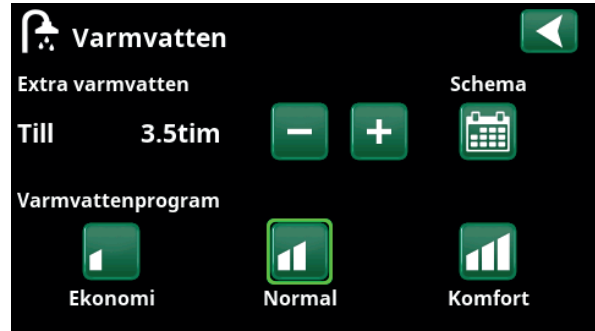 Varmvatten
Extra varmvatten Schema
Till 3.5tim − +
Varmvattenprogram
Ekonomi Normal Komfort